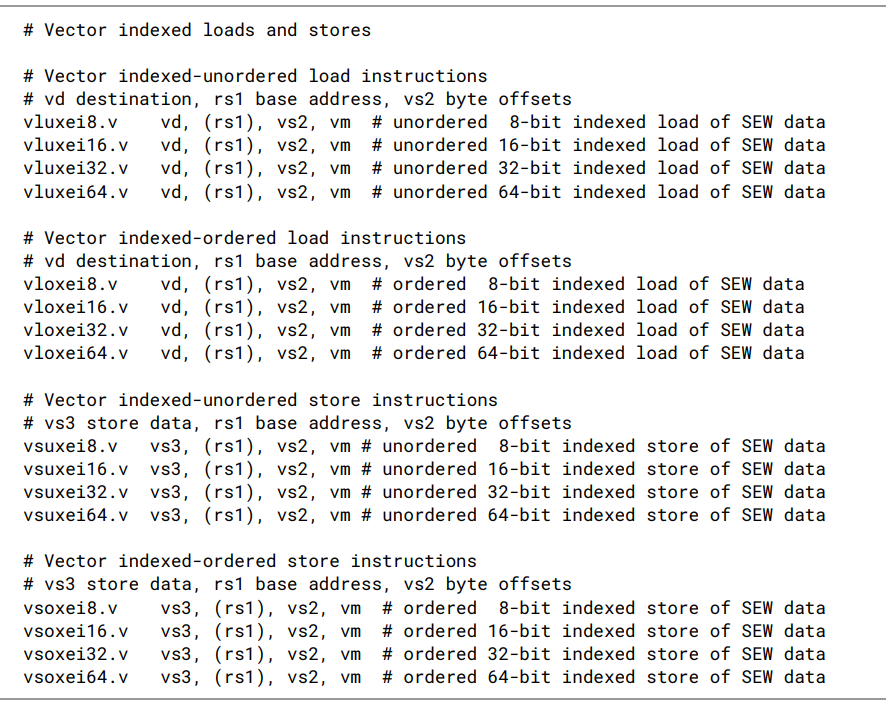 # Vector indexed loads and stores
# Vector indexed-unordered load instructions
# vd destination, rs1 base address, vs2 byte offsets
vluxei8.v    vd, (rs1), vs2, vm  # unordered  8-bit indexed load of SEW data
vluxei16.v   vd, (rs1), vs2, vm  # unordered 16-bit indexed load of SEW data
vluxei32.v   vd, (rs1), vs2, vm  # unordered 32-bit indexed load of SEW data
vluxei64.v   vd, (rs1), vs2, vm  # unordered 64-bit indexed load of SEW data
# Vector indexed-ordered load instructions
# vd destination, rs1 base address, vs2 byte offsets
vloxei8.v    vd, (rs1), vs2, vm  # ordered  8-bit indexed load of SEW data
vloxei16.v   vd, (rs1), vs2, vm  # ordered 16-bit indexed load of SEW data
vloxei32.v   vd, (rs1), vs2, vm  # ordered 32-bit indexed load of SEW data
vloxei64.v   vd, (rs1), vs2, vm  # ordered 64-bit indexed load of SEW data
# Vector indexed-unordered store instructions
# vs3 store data, rs1 base address, vs2 byte offsets
vsuxei8.v   vs3, (rs1), vs2, vm # unordered  8-bit indexed store of SEW data
vsuxei16.v  vs3, (rs1), vs2, vm # unordered 16-bit indexed store of SEW data
vsuxei32.v  vs3, (rs1), vs2, vm # unordered 32-bit indexed store of SEW data
vsuxei64.v  vs3, (rs1), vs2, vm # unordered 64-bit indexed store of SEW data
# Vector indexed-ordered store instructions
# vs3 store data, rs1 base address, vs2 byte offsets
vsoxei8.v    vs3, (rs1), vs2, vm  # ordered  8-bit indexed store of SEW data
vsoxei16.v   vs3, (rs1), vs2, vm  # ordered 16-bit indexed store of SEW data
vsoxei32.v   vs3, (rs1), vs2, vm  # ordered 32-bit indexed store of SEW data
vsoxei64.v   vs3, (rs1), vs2, vm  # ordered 64-bit indexed store of SEW data